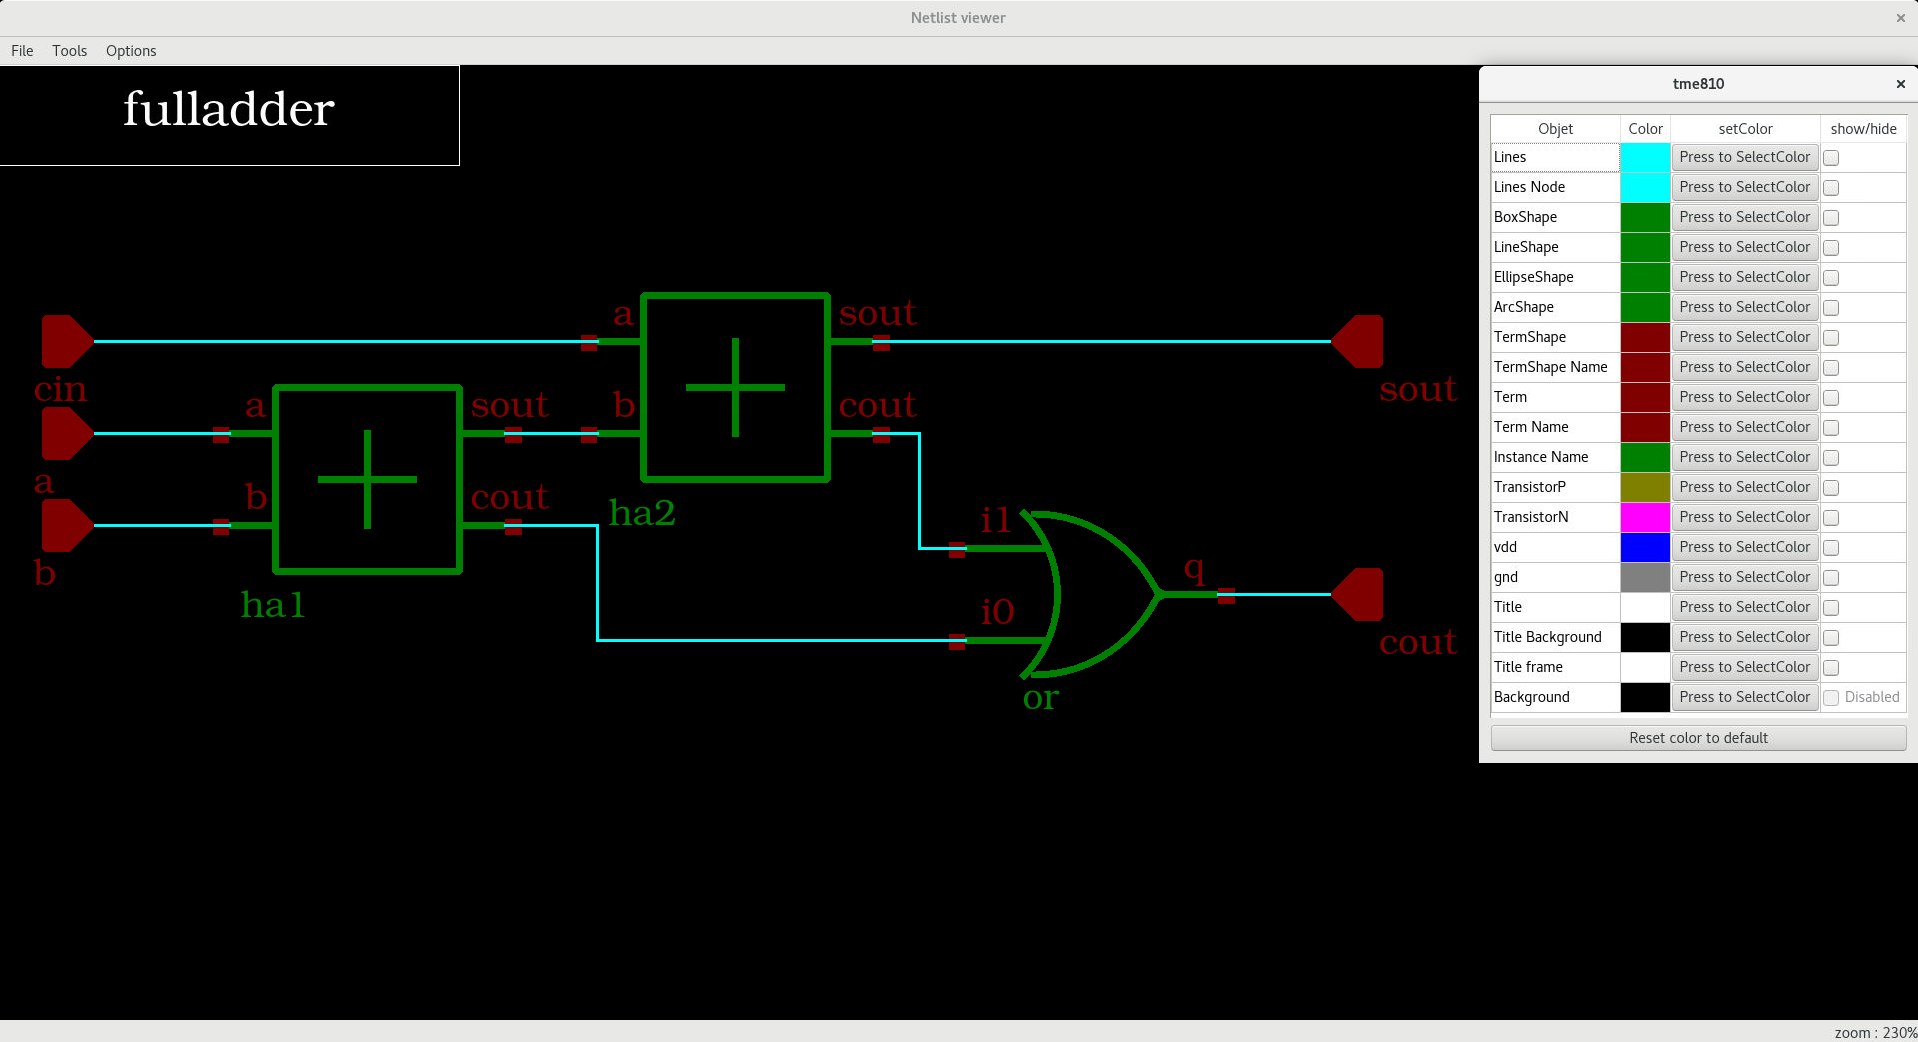 Netlist viewer ×
File Tools Options
fulladder
cin
a
b
a
b
sout
cout
ha1
a
b
sout
cout
ha2
i1
i0
q
or
sout
cout
tme810 ×
Objet Color setColor show/hide
Lines Press to SelectColor
Lines Node Press to SelectColor
BoxShape Press to SelectColor
LineShape Press to SelectColor
EllipseShape Press to SelectColor
ArcShape Press to SelectColor
TermShape Press to SelectColor
TermShape Name Press to SelectColor
Term Press to SelectColor
Term Name Press to SelectColor
Instance Name Press to SelectColor
TransistorP Press to SelectColor
TransistorN Press to SelectColor
vdd Press to SelectColor
gnd Press to SelectColor
Title Press to SelectColor
Title Background Press to SelectColor
Title frame Press to SelectColor
Background Press to SelectColor Disabled
Reset color to default
zoom : 230%